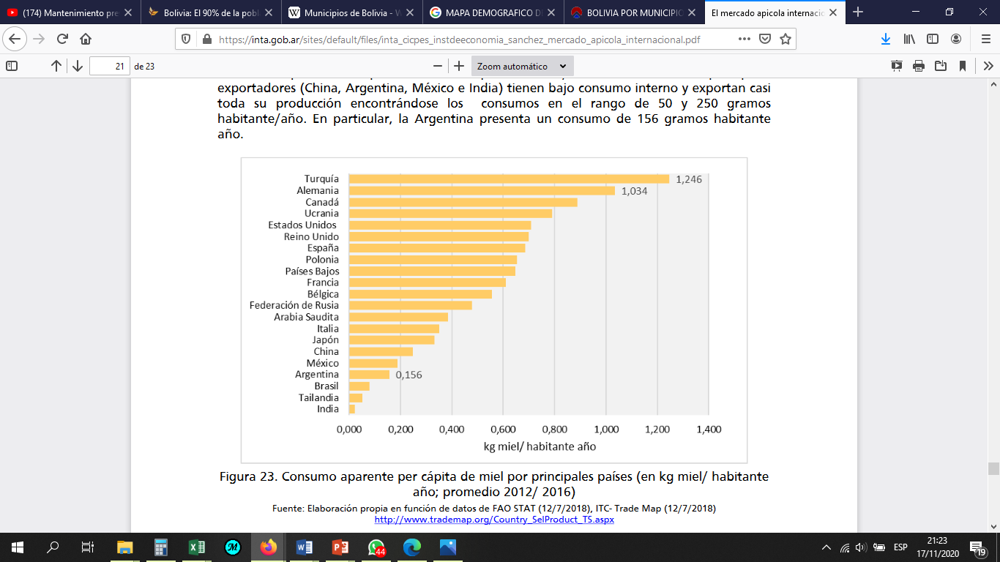 (174) Mantenimiento pre
Bolivia: El 90% de la pobl
Municipios de Bolivia - W
MAPA DEMOGRAFICO D
BOLIVIA POR MUNICIPIO
El mercado apicola internacio
https://inta.gob.ar/sites/default/files/inta_cicpes_instdeeconomia_sanchez_mercado_apicola_internacional.pdf
21 de 23
Zoom automático
exportadores (China, Argentina, México e India) tienen bajo consumo interno y exportan casi
toda su producción encontrándose los consumos en el rango de 50 y 250 gramos
habitante/año. En particular, la Argentina presenta un consumo de 156 gramos habitante
año.
Turquía 1,246
Alemania 1,034
Canadá
Ucrania
Estados Unidos
Reino Unido
España
Polonia
Países Bajos
Francia
Bélgica
Federación de Rusia
Arabia Saudita
Italia
Japón
China
México
Argentina 0,156
Brasil
Tailandia
India
0,000 0,200 0,400 0,600 0,800 1,000 1,200 1,400
kg miel/ habitante año
Figura 23. Consumo aparente per cápita de miel por principales países (en kg miel/ habitante
año; promedio 2012/ 2016)
Fuente: Elaboración propia en función de datos de FAO STAT (12/7/2018), ITC- Trade Map (12/7/2018)
http://www.trademap.org/Country_SelProduct_TS.aspx
44
ESP
21:23
17/11/2020
19